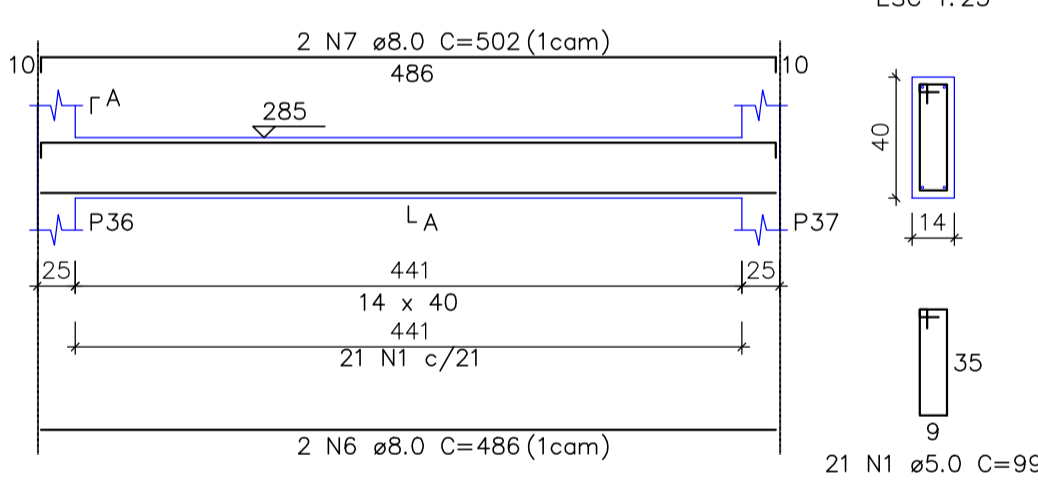 ESC 1:25
2 N7 ø8.0 C=502(1cam)
10
10
486
A
285
40
P36
A
P37
14
25
441
25
14 x 40
441
21 N1 c/21
35
9
2 N6 ø8.0 C=486(1cam)
21 N1 ø5.0 C=99